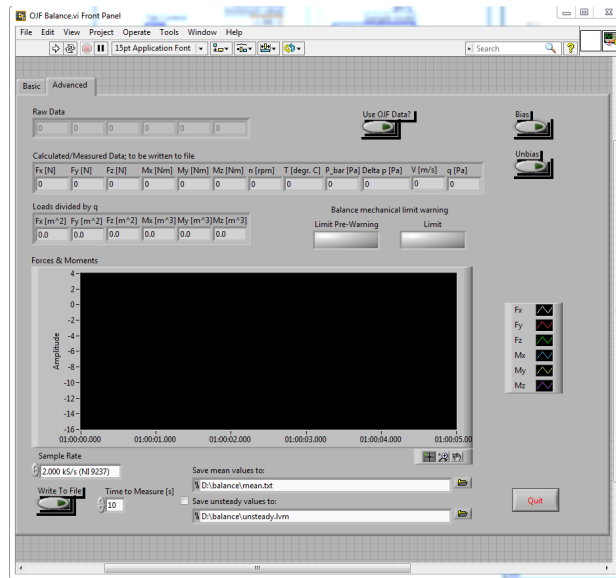 OJF Balance.vi Front Panel
File Edit View Project Operate Tools Window Help
15pt Application Font Search
Basic Advanced
Raw Data Use OJF Data? Bias
0 0 0 0 0 0
Unbias
Calculated/Measured Data; to be written to file
Fx [N] Fy [N] Fz [N] Mx [Nm] My [Nm] Mz [Nm] n [rpm] T [degr. C] P_bar [Pa] Delta p [Pa] V [m/s] q [Pa]
0 0 0 0 0 0 0 0 0 0 0 0
Loads divided by q
Balance mechanical limit warning
Fx [m^2] Fy [m^2] Fz [m^2] Mx [m^3] My [m^3] Mz [m^3]
Limit Pre-Warning Limit
0.0 0.0 0.0 0.0 0.0 0.0
Forces & Moments
4
2
0
-2
-4
-6
-8
-10
-12
-14
-16
Amplitude
01:00:00.000 01:00:01.000 01:00:02.000 01:00:03.000 01:00:04.000 01:00:05.00
Fx
Fy
Fz
Mx
My
Mz
Sample Rate
2.000 kS/s (NI 9237)
Save mean values to:
D:\balance\mean.txt
Write To File Time to Measure [s]
10
Save unsteady values to:
D:\balance\unsteady.lvm
Quit